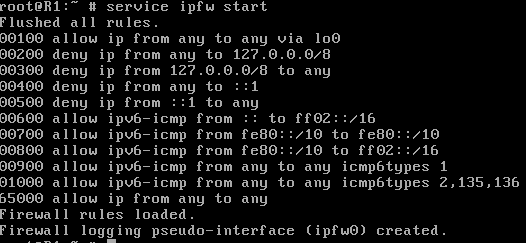 root@R1:~ # service ipfw start
Flushed all rules.
00100 allow ip from any to any via lo0
00200 deny ip from any to 127.0.0.0/8
00300 deny ip from 127.0.0.0/8 to any
00400 deny ip from any to ::1
00500 deny ip from ::1 to any
00600 allow ipv6-icmp from :: to ff02::/16
00700 allow ipv6-icmp from fe80::/10 to fe80::/10
00800 allow ipv6-icmp from fe80::/10 to ff02::/16
00900 allow ipv6-icmp from any to any icmp6types 1
01000 allow ipv6-icmp from any to any icmp6types 2,135,136
65000 allow ip from any to any
Firewall rules loaded.
Firewall logging pseudo-interface (ipfw0) created.
root@R1:~ #